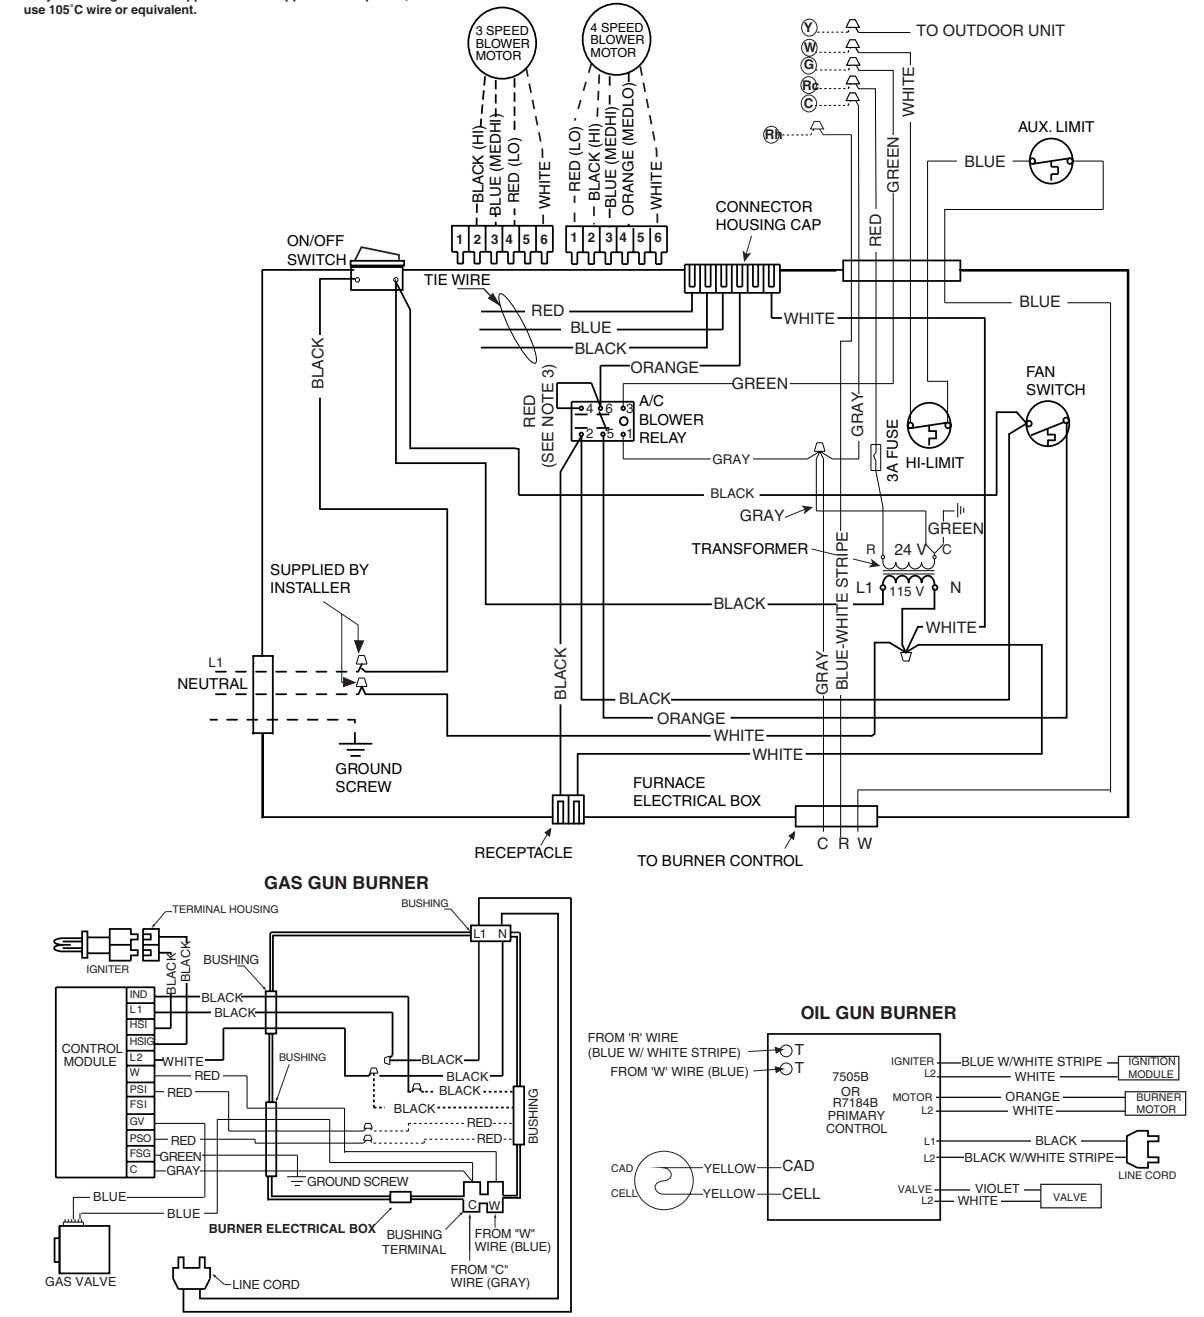 use 105˚C wire or equivalent.
3 SPEED
BLOWER
MOTOR
4 SPEED
BLOWER
MOTOR
Y
W
G
Rc
C
Rh
TO OUTDOOR UNIT
WHITE
GREEN
RED
AUX. LIMIT
BLUE
BLACK (HI)
BLUE (MEDHI)
RED (LO)
WHITE
RED (LO)
BLACK (HI)
BLUE (MEDHI)
ORANGE (MEDLO)
WHITE
1 2 3 4 5 6
1 2 3 4 5 6
CONNECTOR
HOUSING CAP
ON/OFF
SWITCH
TIE WIRE
RED
BLUE
BLACK
WHITE
BLUE
BLACK
ORANGE
GREEN
RED
(SEE NOTE 3)
4 6 3
2 5 1
A/C
BLOWER
RELAY
GRAY
3A FUSE
HI-LIMIT
FAN
SWITCH
GRAY
BLACK
GRAY
GREEN
TRANSFORMER
R 24 V C
L1 115 V N
BLACK
WHITE
SUPPLIED BY
INSTALLER
L1
NEUTRAL
GROUND
SCREW
BLACK
GRAY
BLUE-WHITE STRIPE
BLACK
ORANGE
WHITE
WHITE
FURNACE
ELECTRICAL BOX
RECEPTACLE
TO BURNER CONTROL
C R W
GAS GUN BURNER
TERMINAL HOUSING
BUSHING
L1 N
IGNITER
BLACK
BLACK
BUSHING
CONTROL
MODULE
IND
L1
HSI
HSIG
L2
W
PSI
FSI
GV
PSO
FSG
C
BLACK
BLACK
WHITE
RED
RED
RED
GREEN
GRAY
BUSHING
BLACK
BLACK
BLACK
BLACK
RED
RED
BUSHING
GROUND SCREW
BLUE
BLUE
BURNER ELECTRICAL BOX
BUSHING
TERMINAL
C W
FROM "W"
WIRE (BLUE)
FROM "C"
WIRE (GRAY)
GAS VALVE
LINE CORD
OIL GUN BURNER
FROM 'R' WIRE
(BLUE W/ WHITE STRIPE)
T
FROM 'W' WIRE (BLUE)
T
7505B
OR
R7184B
PRIMARY
CONTROL
IGNITER
L2
BLUE W/WHITE STRIPE
WHITE
IGNITION
MODULE
MOTOR
L2
ORANGE
WHITE
BURNER
MOTOR
L1
L2
BLACK
BLACK W/WHITE STRIPE
LINE CORD
CAD
CELL
YELLOW
YELLOW
CAD
CELL
VALVE
L2
VIOLET
WHITE
VALVE